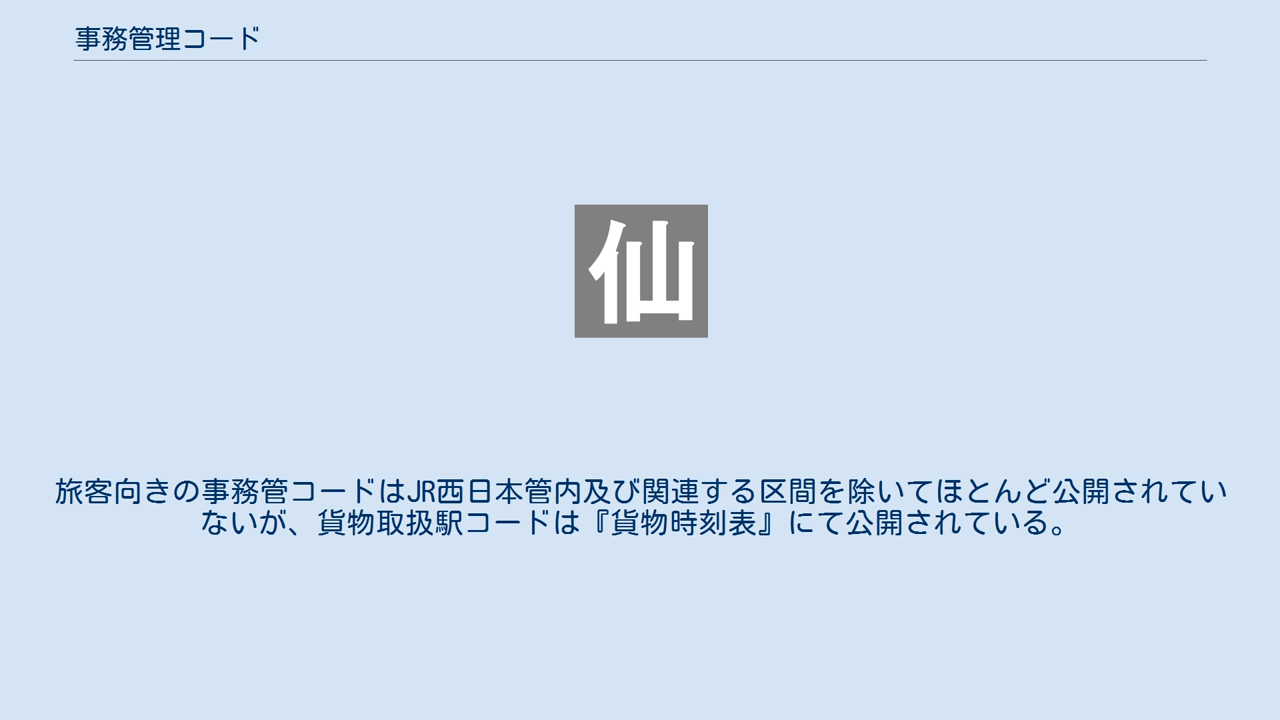 事務管理コード
仙
旅客向きの事務管コードはJR西日本管内及び関連する区間を除いてほとんど公開されてい
ないが、貨物取扱駅コードは『貨物時刻表』にて公開されている。